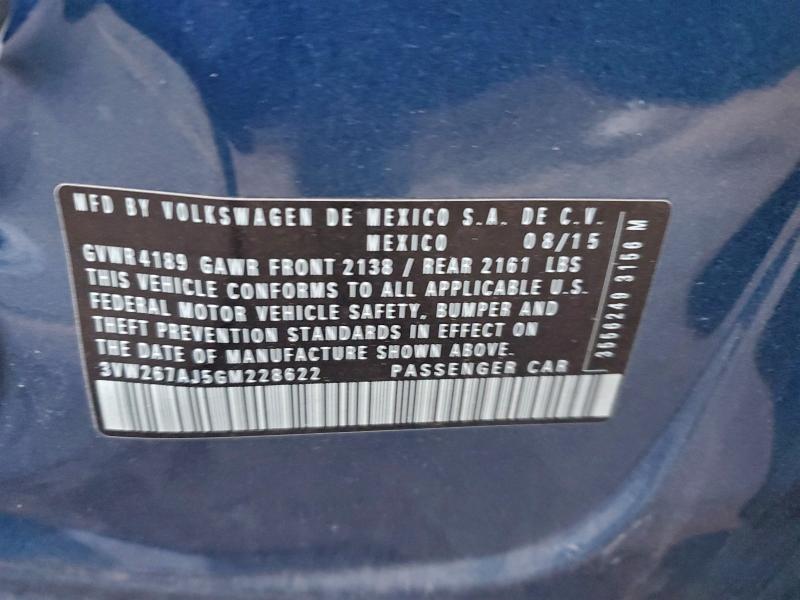 MFD BY VOLKSWAGEN DE MEXICO S.A. DE C.V.
MEXICO 08/15
GVWR4189 GAWR FRONT 2138 / REAR 2161 LBS
THIS VEHICLE CONFORMS TO ALL APPLICABLE U.S.
FEDERAL MOTOR VEHICLE SAFETY, BUMPER AND
THEFT PREVENTION STANDARDS IN EFFECT ON
THE DATE OF MANUFACTURE SHOWN ABOVE.
3VW267AJ5GM228622 PASSENGER CAR